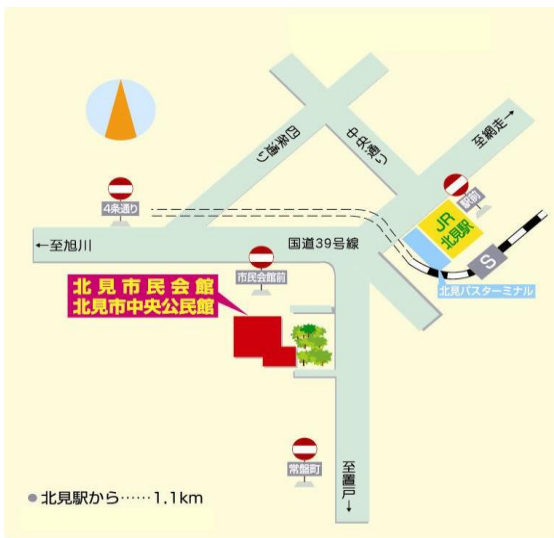 四条通り
中央通り
至網走→
駅前
JR
北見駅
4条通り
←至旭川
国道39号線
市民会館前
S
北見バスターミナル
北見市民会館
北見市中央公民館
常盤町
至置戸→
●北見駅から……1.1km